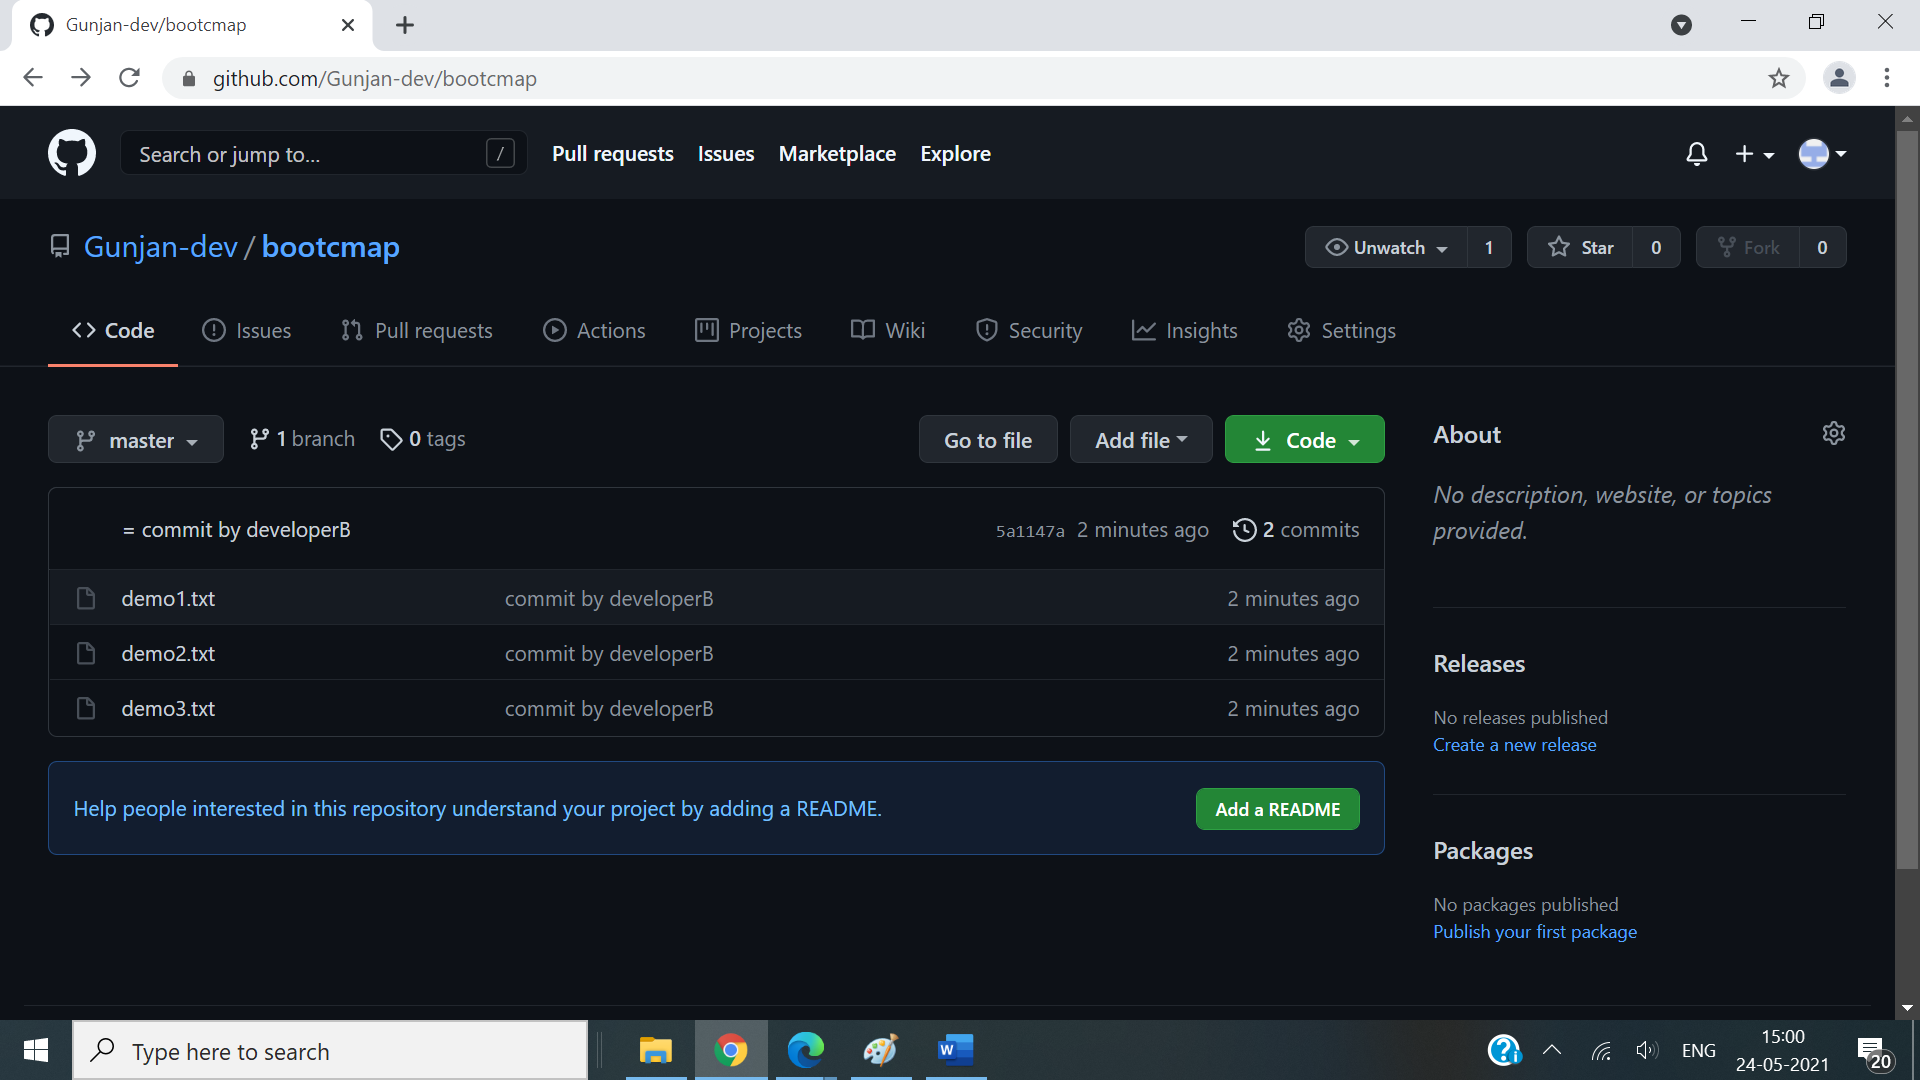 Gunjan-dev/bootcmap
github.com/Gunjan-dev/bootcmap
Search or jump to... /
Pull requests Issues Marketplace Explore
Gunjan-dev / bootcmap
Unwatch 1 Star 0 Fork 0
Code Issues Pull requests Actions Projects Wiki Security Insights Settings
master 1 branch 0 tags Go to file Add file Code
= commit by developerB 5a1147a 2 minutes ago 2 commits
demo1.txt commit by developerB 2 minutes ago
demo2.txt commit by developerB 2 minutes ago
demo3.txt commit by developerB 2 minutes ago
Help people interested in this repository understand your project by adding a README. Add a README
About
No description, website, or topics
provided.
Releases
No releases published
Create a new release
Packages
No packages published
Publish your first package
Type here to search
W
ENG
15:00
24-05-2021
20